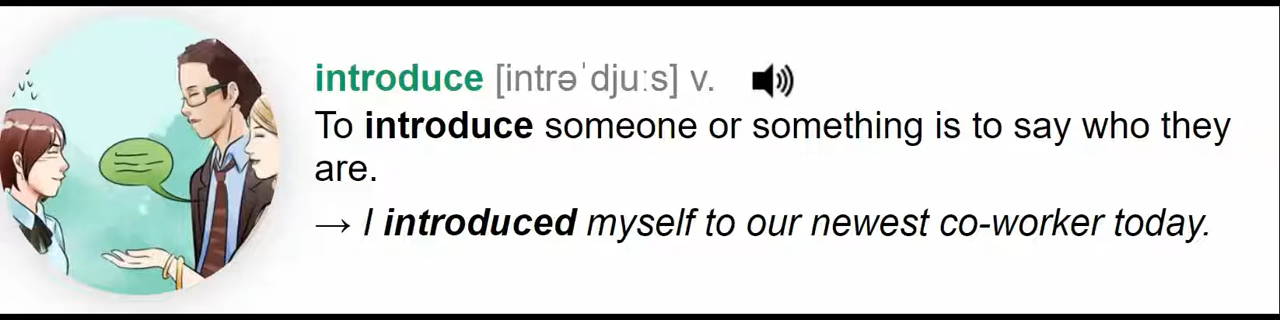 introduce [intrəˈdjuːs] v.
To introduce someone or something is to say who they
are.
→ I introduced myself to our newest co-worker today.